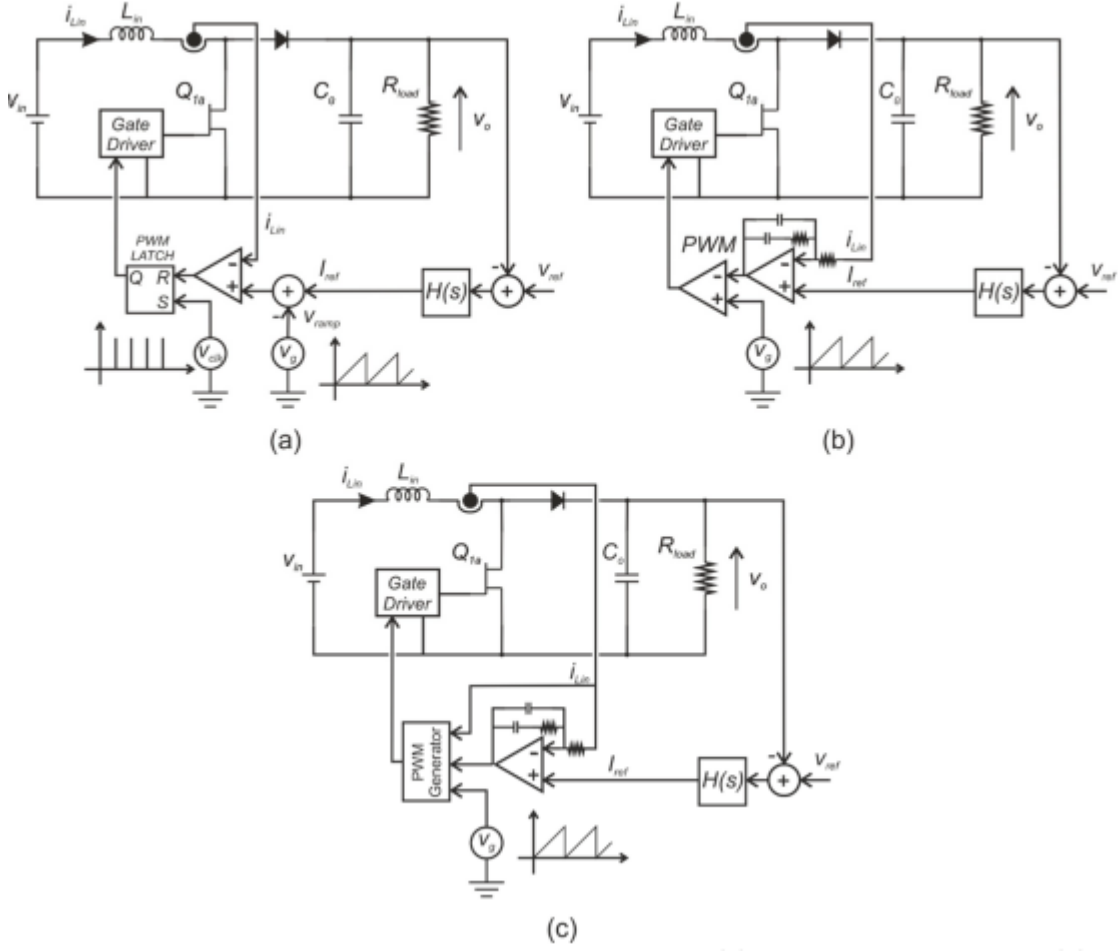 i_Lin L_in
v_in Q_1a C_o R_load v_o
Gate
Driver
i_Lin
PWM
LATCH
Q R
S
-
+
I_ref
+
-
v_ramp
H(s)
-
+
v_ref
v_clk
v_g
(a)
i_Lin L_in
v_in Q_1a C_o R_load v_o
Gate
Driver
PWM
-
+
-
+
i_Lin
I_ref
H(s)
-
+
v_ref
v_g
(b)
i_Lin L_in
v_in Q_1a C_o R_load v_o
Gate
Driver
i_Lin
PWM
Generator
-
+
I_ref
H(s)
-
+
v_ref
v_g
(c)